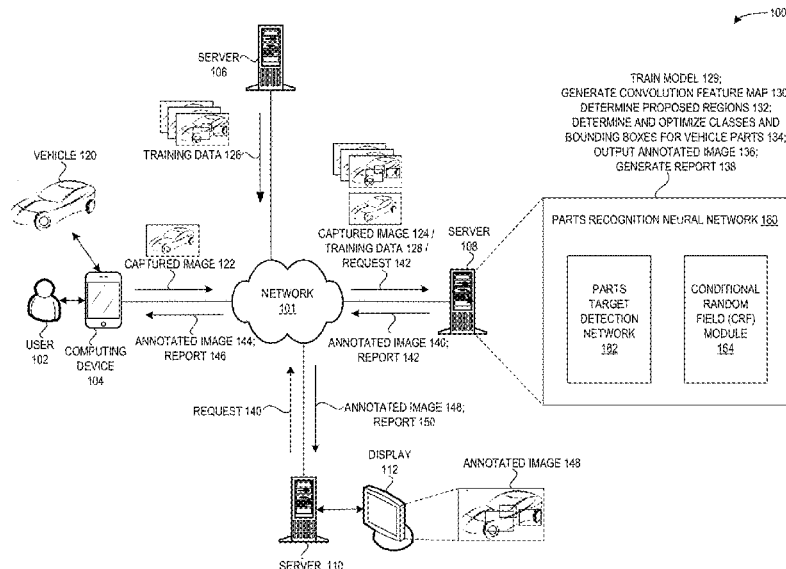 100
SERVER
106
TRAIN MODEL 129;
GENERATE CONVOLUTION FEATURE MAP 130
DETERMINE PROPOSED REGIONS 132;
DETERMINE AND OPTIMIZE CLASSES AND
BOUNDING BOXES FOR VEHICLE PARTS 134;
OUTPUT ANNOTATED IMAGE 136;
GENERATE REPORT 138
TRAINING DATA 126
VEHICLE 120
CAPTURED IMAGE 122
CAPTURED IMAGE 124 /
TRAINING DATA 128 /
REQUEST 142
SERVER
108
PARTS RECOGNITION NEURAL NETWORK 160
PARTS
TARGET
DETECTION
NETWORK
162
CONDITIONAL
RANDOM
FIELD (CRF)
MODULE
164
NETWORK
101
USER
102
COMPUTING
DEVICE
104
ANNOTATED IMAGE 144;
REPORT 146
ANNOTATED IMAGE 140;
REPORT 142
REQUEST 140
ANNOTATED IMAGE 148;
REPORT 150
DISPLAY
112
ANNOTATED IMAGE 148
SERVER 110